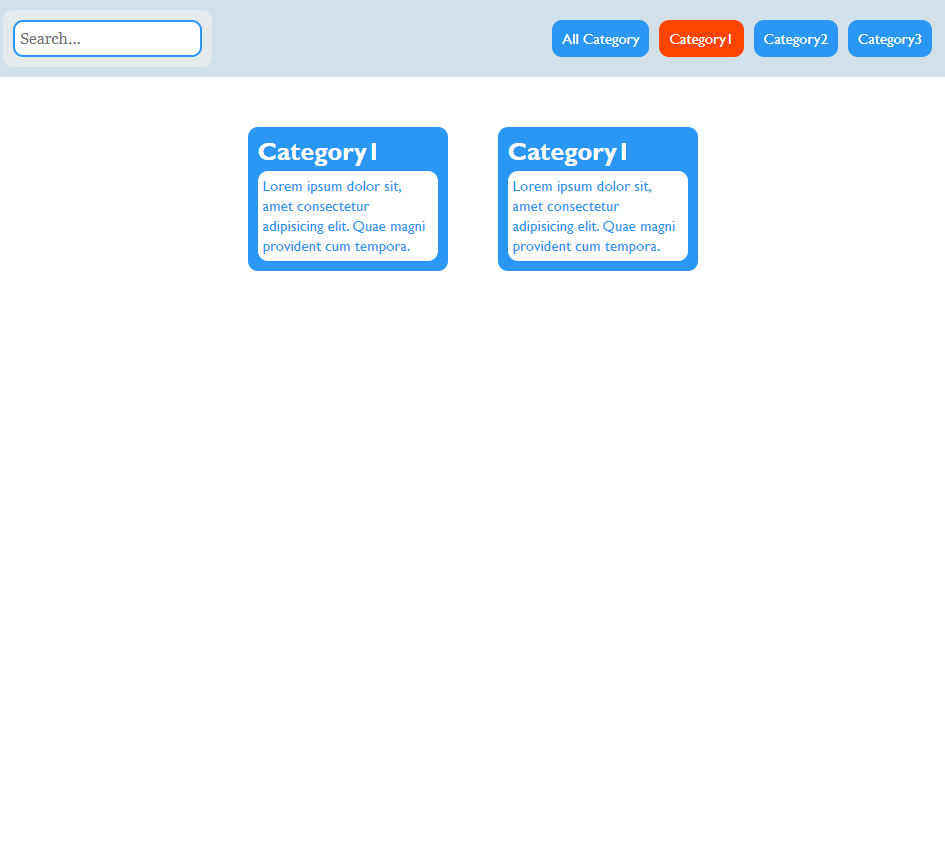 Search...
All Category
Category1
Category2
Category3
Category1
Lorem ipsum dolor sit,
amet consectetur
adipisicing elit. Quae magni
provident cum tempora.
Category1
Lorem ipsum dolor sit,
amet consectetur
adipisicing elit. Quae magni
provident cum tempora.